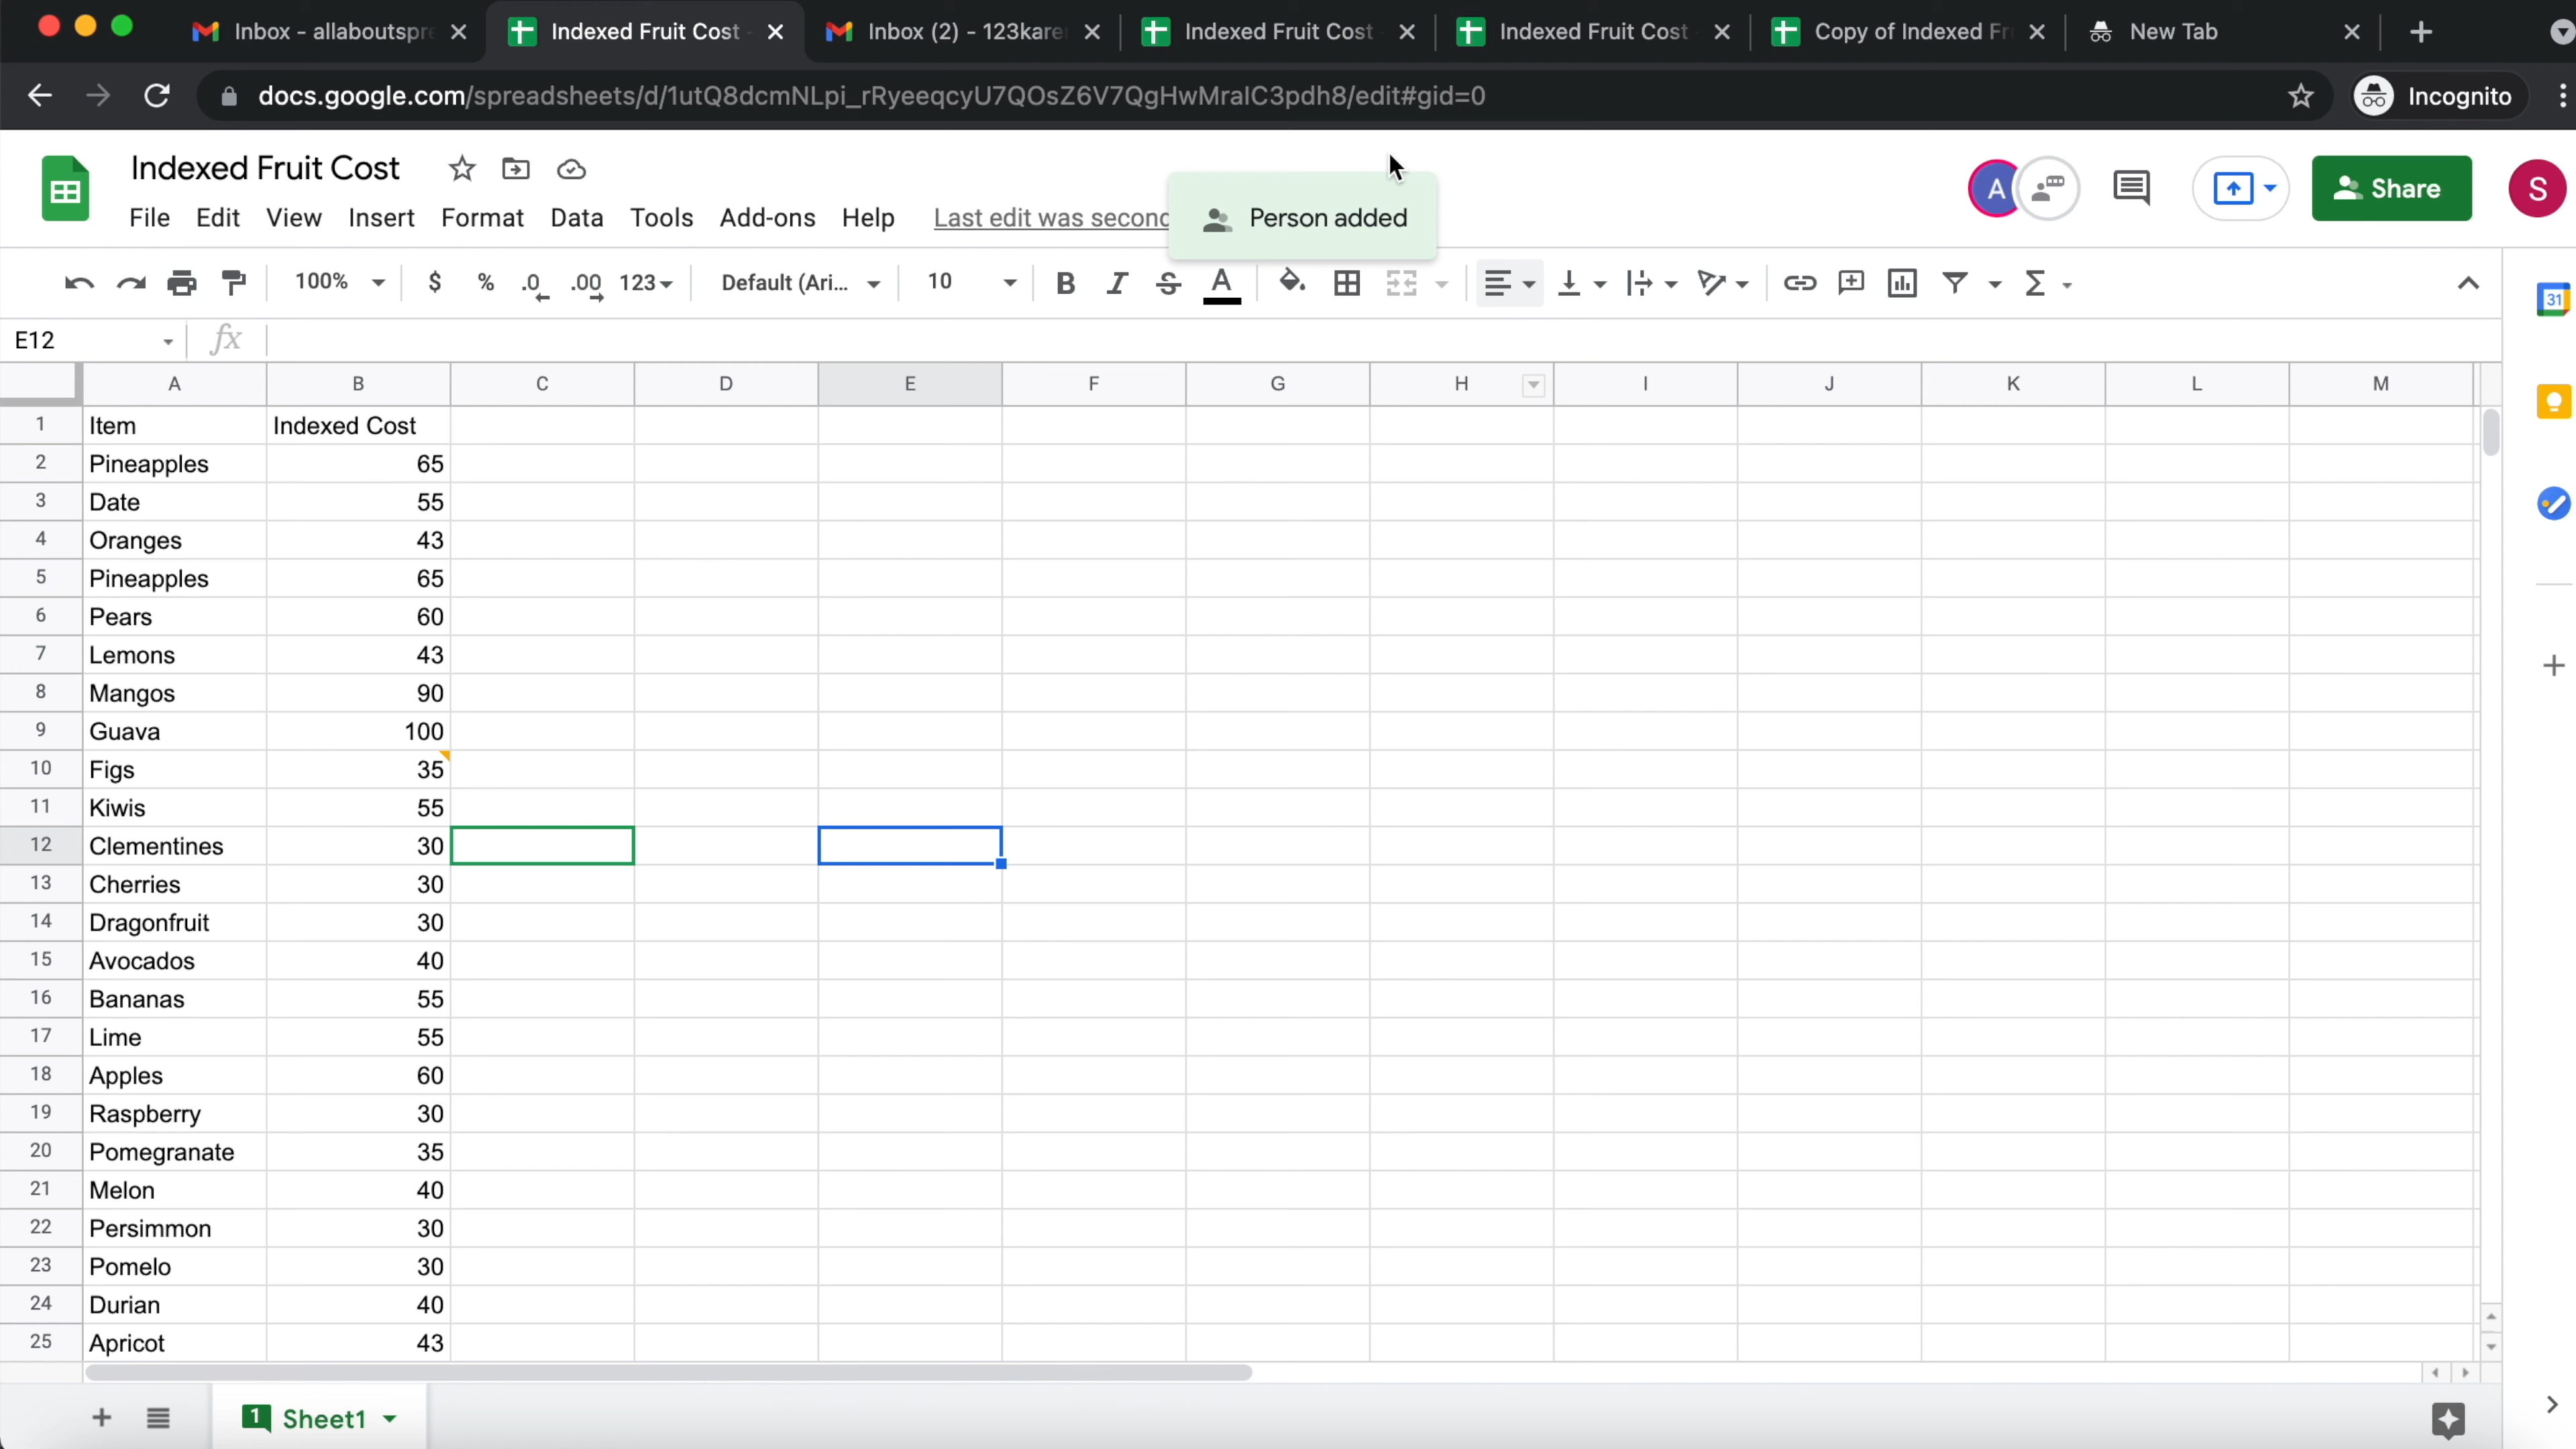 Inbox - allaboutspre
Indexed Fruit Cost -
Inbox (2) - 123karen
Indexed Fruit Cost -
Indexed Fruit Cost -
Copy of Indexed Fr
New Tab
docs.google.com/spreadsheets/d/1utQ8dcmNLpi_rRyeeqcyU7QOsZ6V7QgHwMralC3pdh8/edit#gid=0
Incognito
Indexed Fruit Cost
A
Share
S
File Edit View Insert Format Data Tools Add-ons Help Last edit was second
Person added
100% $ % .0 .00 123 Default (Ari... 10 B I S A Σ
31
E12 fx
A B C D E F G H I J K L M
1 Item Indexed Cost
2 Pineapples 65
3 Date 55
4 Oranges 43
5 Pineapples 65
6 Pears 60
7 Lemons 43
8 Mangos 90
9 Guava 100
10 Figs 35
11 Kiwis 55
12 Clementines 30
13 Cherries 30
14 Dragonfruit 30
15 Avocados 40
16 Bananas 55
17 Lime 55
18 Apples 60
19 Raspberry 30
20 Pomegranate 35
21 Melon 40
22 Persimmon 30
23 Pomelo 30
24 Durian 40
25 Apricot 43
1 Sheet1